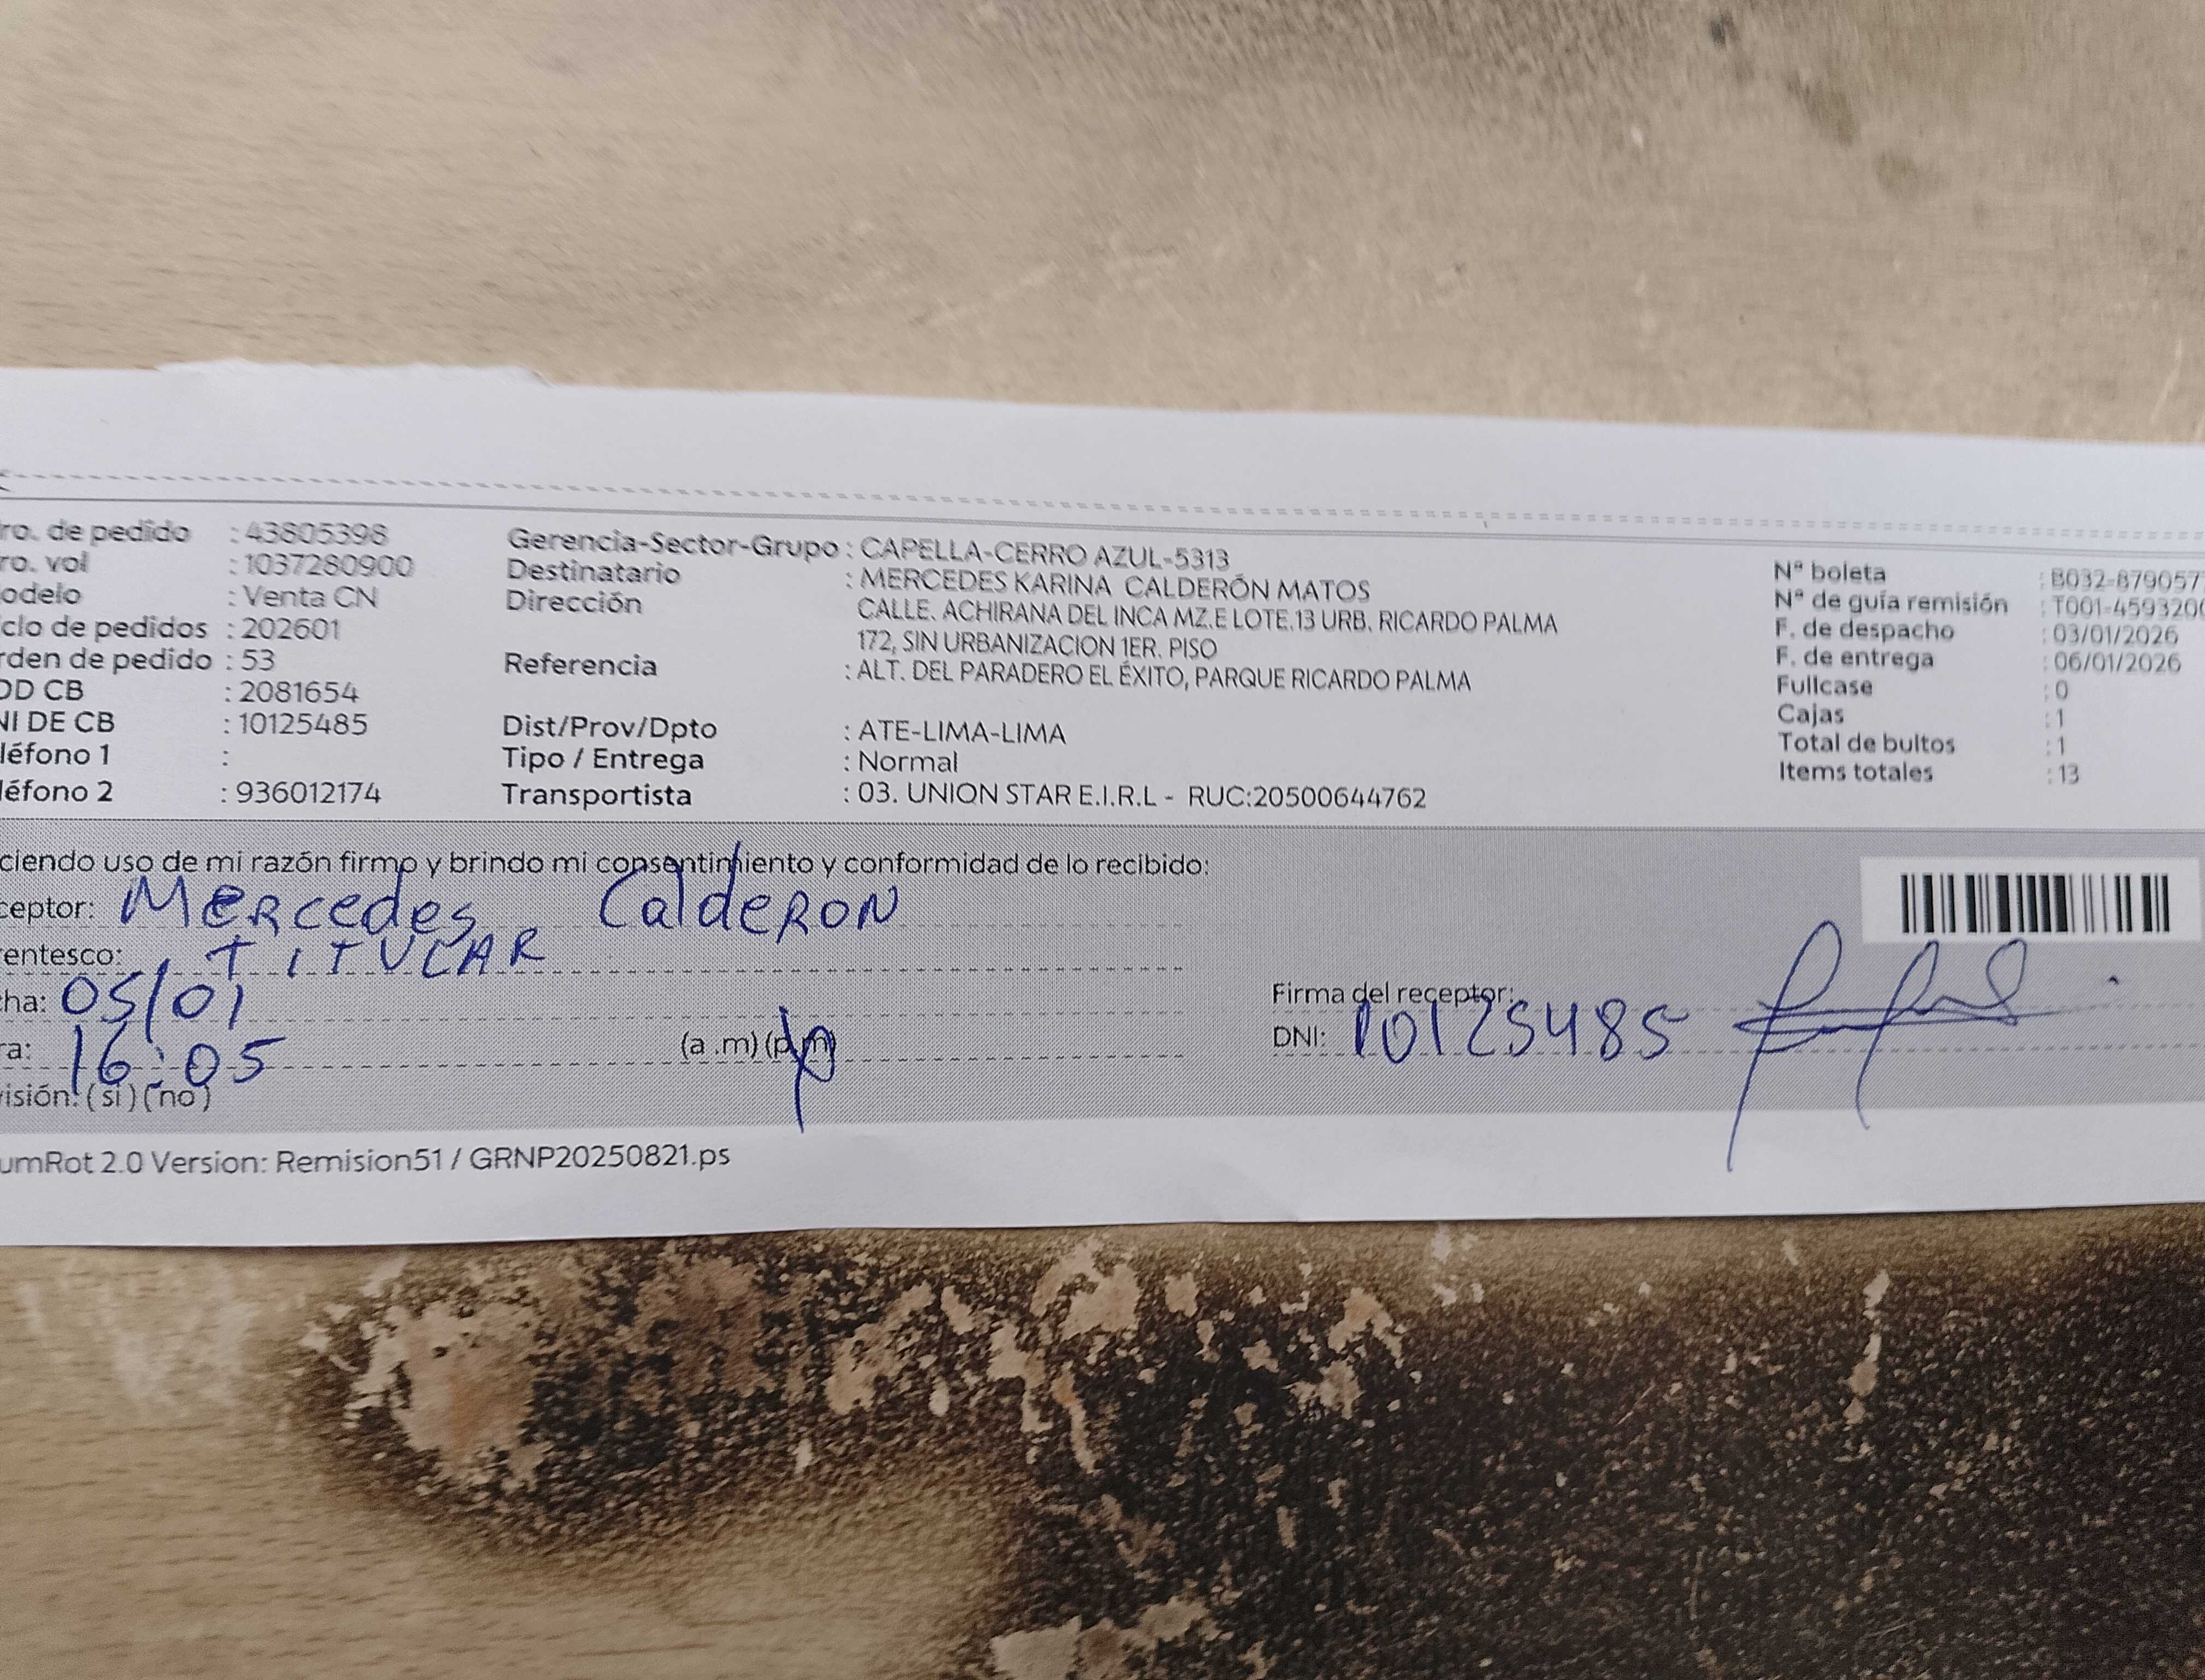 ro. de pedido : 43805398
ro. vol : 1037280900
odelo : Venta CN
clo de pedidos : 202601
rden de pedido : 53
OD CB : 2081654
NI DE CB : 10125485
léfono 1 :
léfono 2 : 936012174
Gerencia-Sector-Grupo : CAPELLA-CERRO AZUL-5313
Destinatario : MERCEDES KARINA CALDERÓN MATOS
Dirección CALLE. ACHIRANA DEL INCA MZ.E LOTE.13 URB. RICARDO PALMA
172, SIN URBANIZACION 1ER. PISO
Referencia : ALT. DEL PARADERO EL ÉXITO, PARQUE RICARDO PALMA
Dist/Prov/Dpto : ATE-LIMA-LIMA
Tipo / Entrega : Normal
Transportista : 03. UNION STAR E.I.R.L - RUC:20500644762
Nª boleta : B032-879057
Nª de guía remisión : T001-459320
F. de despacho : 03/01/2026
F. de entrega : 06/01/2026
Fullcase : 0
Cajas : 1
Total de bultos : 1
Items totales : 13
ciendo uso de mi razón firmo y brindo mi consentimiento y conformidad de lo recibido:
ceptor: Mercedes Calderon
entesco: TITULAR
ha: 05/01
ra: 16:05 (a .m) (p.m)
isión: (si) (no)
Firma del receptor:
DNI: 10125485
umRot 2.0 Version: Remision51 / GRNP20250821.ps